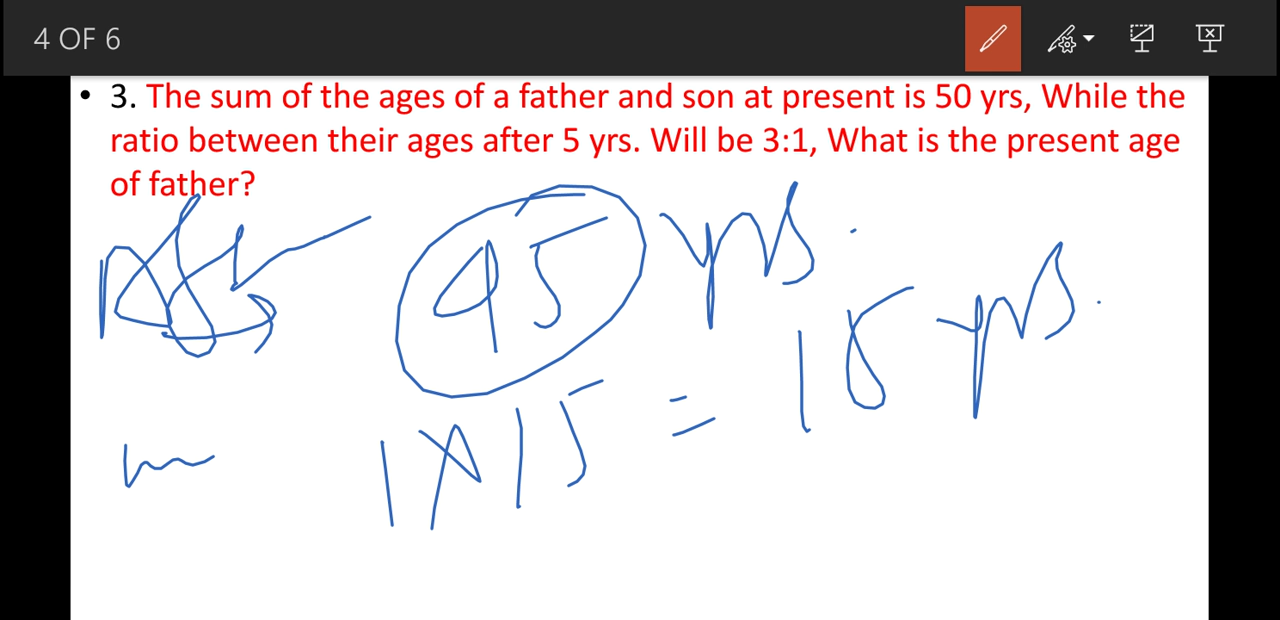 4 OF 6
• 3. The sum of the ages of a father and son at present is 50 yrs, While the
ratio between their ages after 5 yrs. Will be 3:1, What is the present age
of father?
45 yrs.
1X15 = 15 yrs.